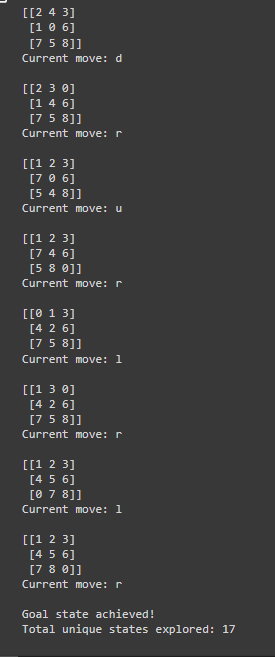 [[2 4 3]
[1 0 6]
[7 5 8]]
Current move: d
[[2 3 0]
[1 4 6]
[7 5 8]]
Current move: r
[[1 2 3]
[7 0 6]
[5 4 8]]
Current move: u
[[1 2 3]
[7 4 6]
[5 8 0]]
Current move: r
[[0 1 3]
[4 2 6]
[7 5 8]]
Current move: l
[[1 3 0]
[4 2 6]
[7 5 8]]
Current move: r
[[1 2 3]
[4 5 6]
[0 7 8]]
Current move: l
[[1 2 3]
[4 5 6]
[7 8 0]]
Current move: r
Goal state achieved!
Total unique states explored: 17